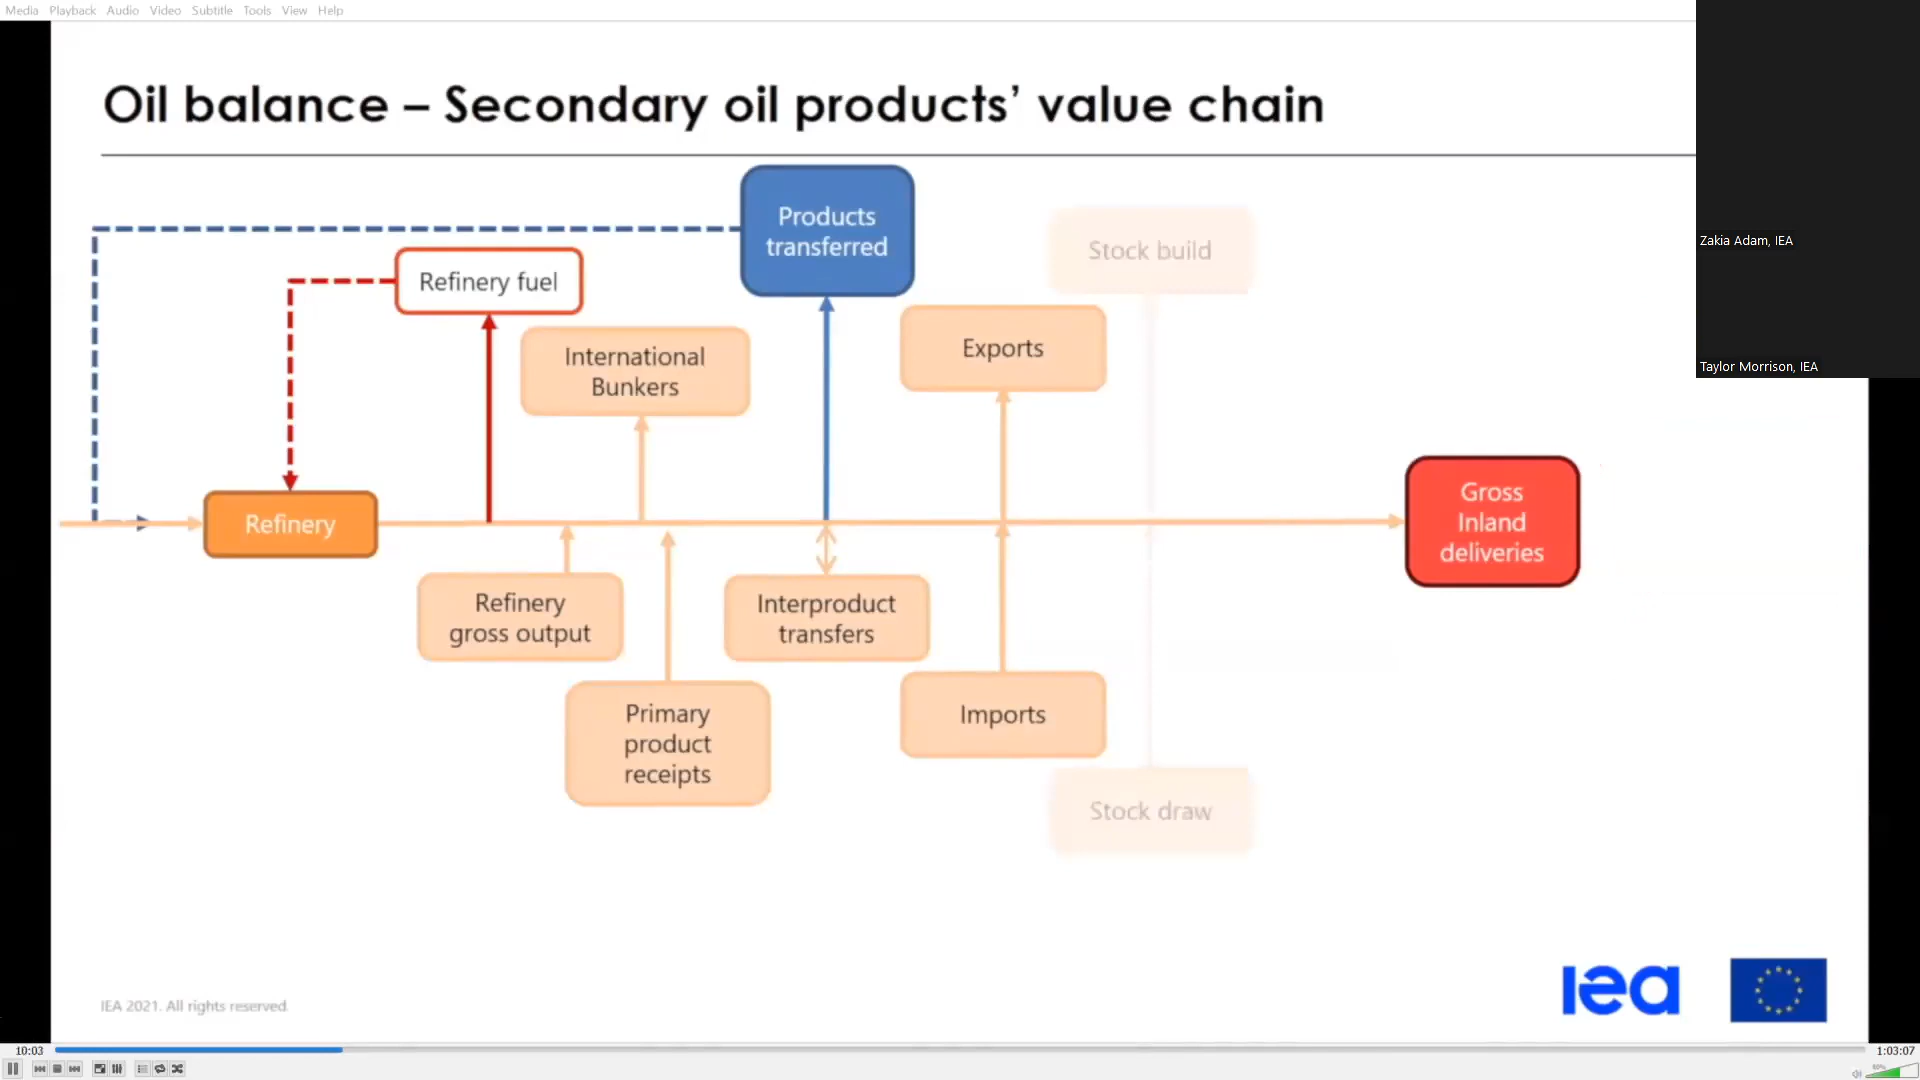 Media Playback Audio Video Subtitle Tools View Help
Oil balance – Secondary oil products’ value chain
Products
transferred
Stock build
Zakia Adam, IEA
Refinery fuel
International
Bunkers
Exports
Taylor Morrison, IEA
Refinery
Gross
Inland
deliveries
Refinery
gross output
Interproduct
transfers
Primary
product
receipts
Imports
Stock draw
IEA 2021. All rights reserved.
iea
10:03
1:03:07